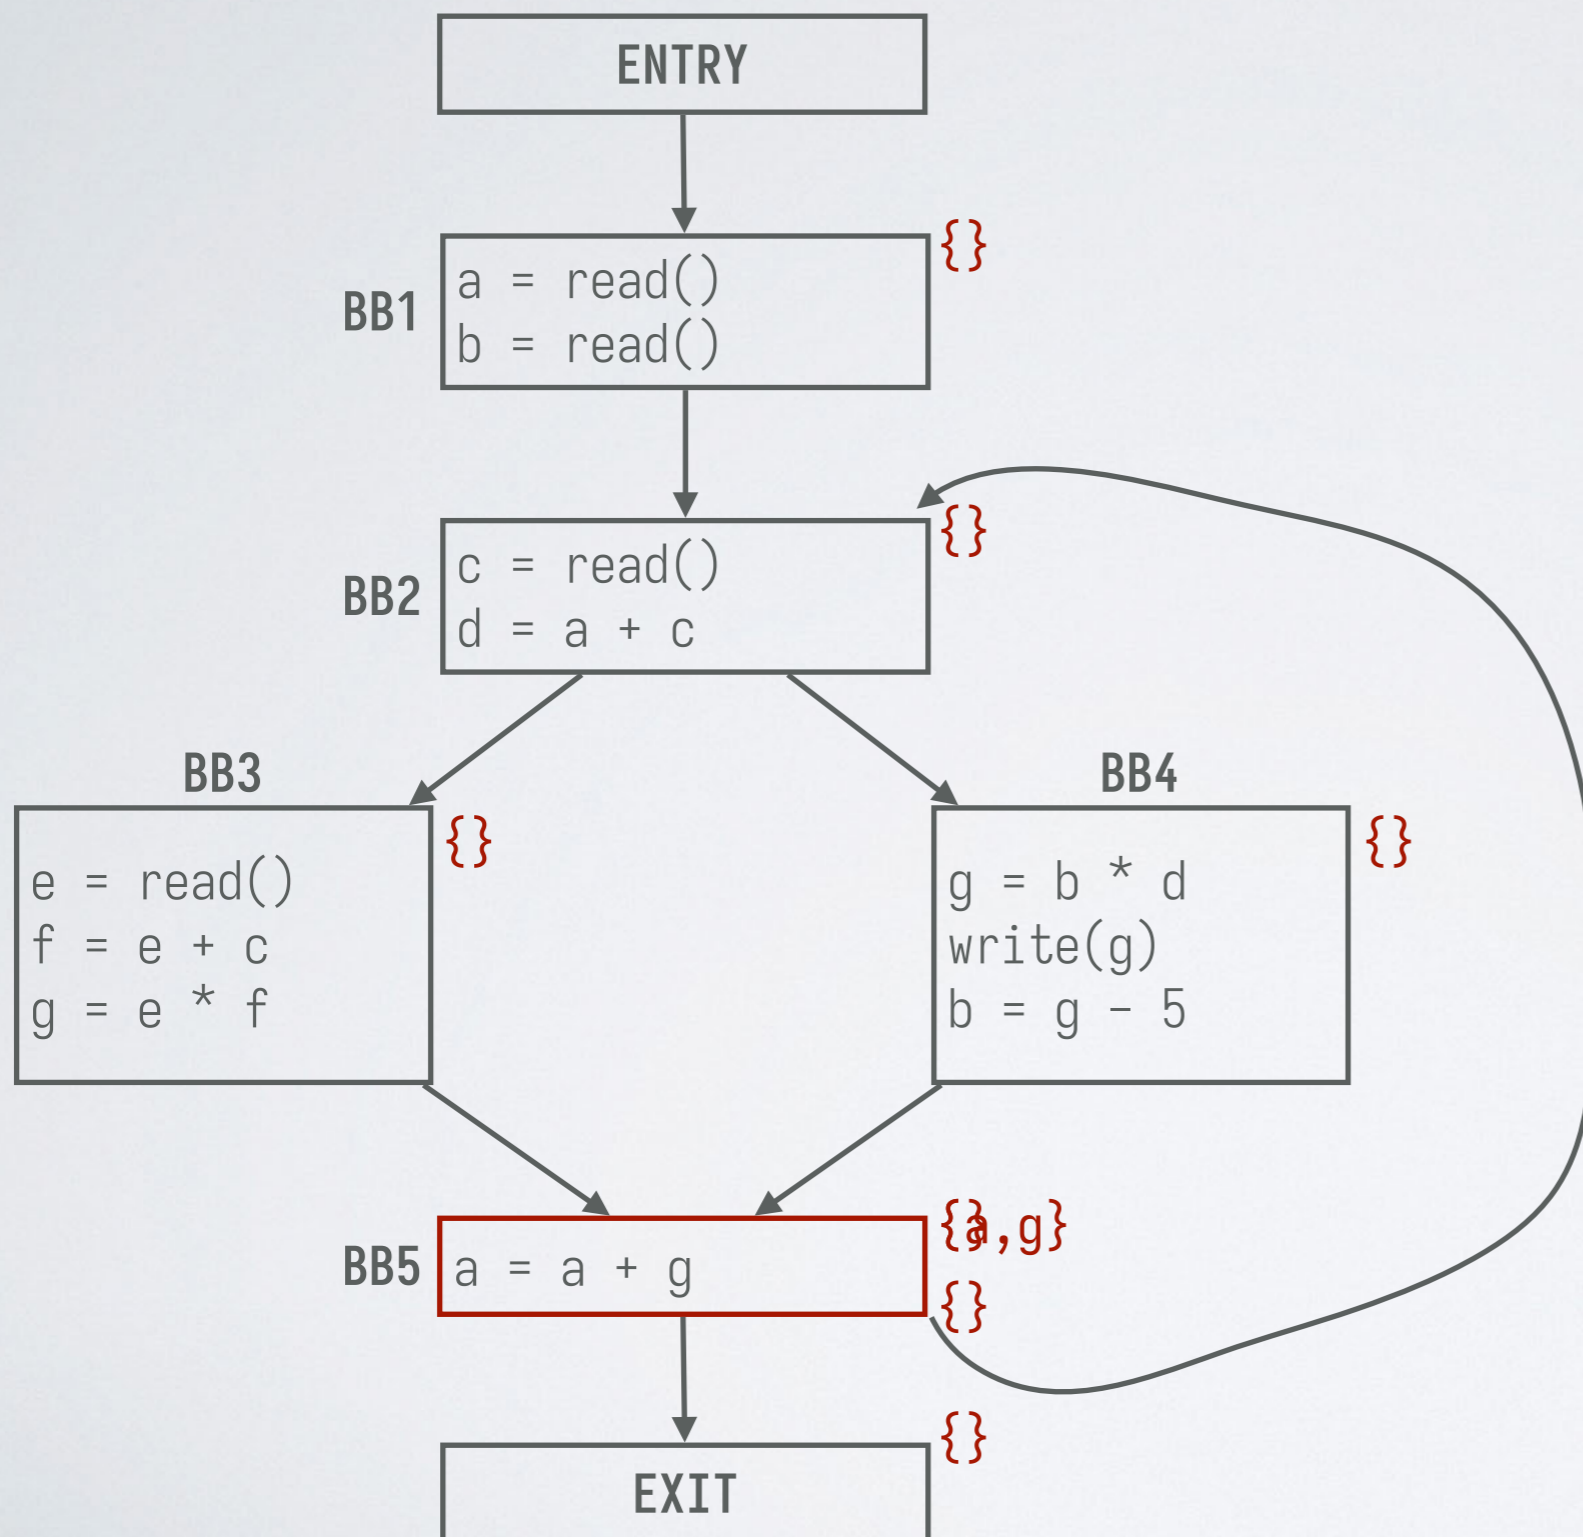 ENTRY
{}
BB1
a = read()
b = read()
{}
BB2
c = read()
d = a + c
BB3
BB4
{}
{}
e = read()
f = e + c
g = e * f
g = b * d
write(g)
b = g - 5
{}
{a,g}
BB5
a = a + g
{}
{}
EXIT